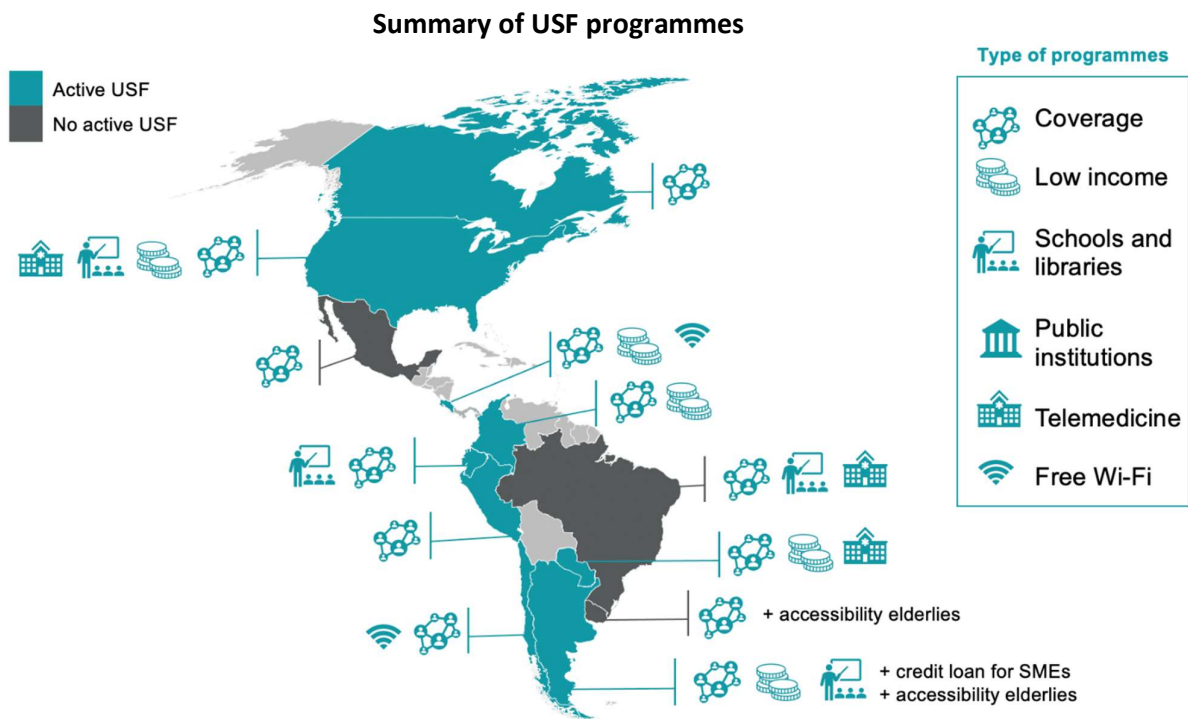 Summary of USF programmes
Active USF
No active USF
Type of programmes
Coverage
Low income
Schools and
libraries
Public
institutions
Telemedicine
Free Wi-Fi
+ accessibility elderlies
+ credit loan for SMEs
+ accessibility elderlies